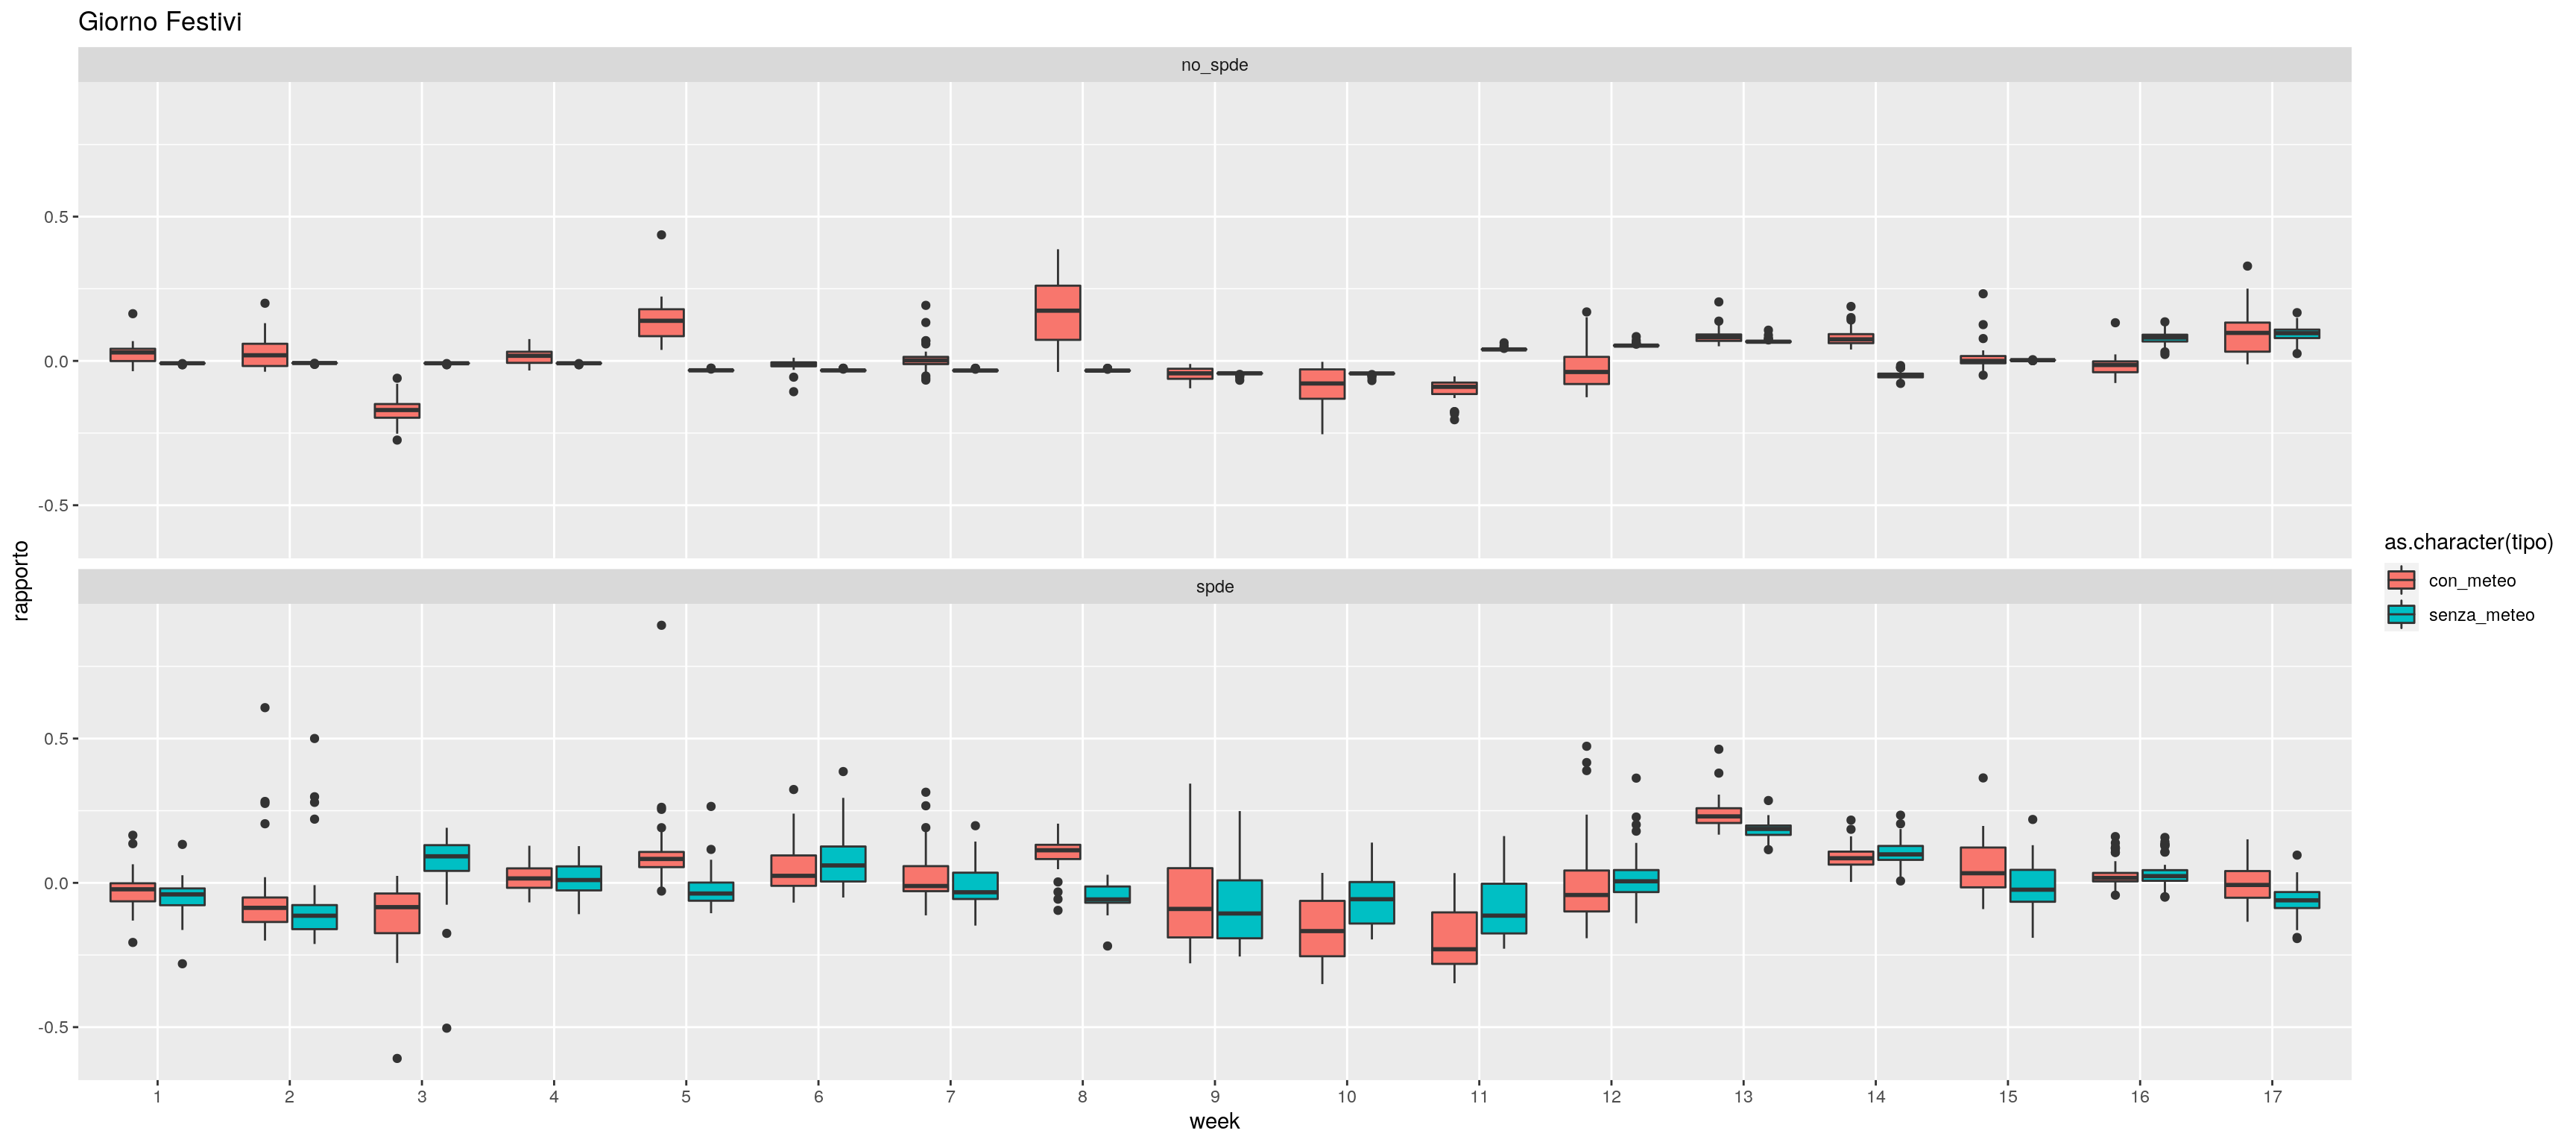 Giorno Festivi
no_spde
0.5
0.0
-0.5
rapporto
spde
0.5
0.0
-0.5
1 2 3 4 5 6 7 8 9 10 11 12 13 14 15 16 17
week
as.character(tipo)
con_meteo
senza_meteo